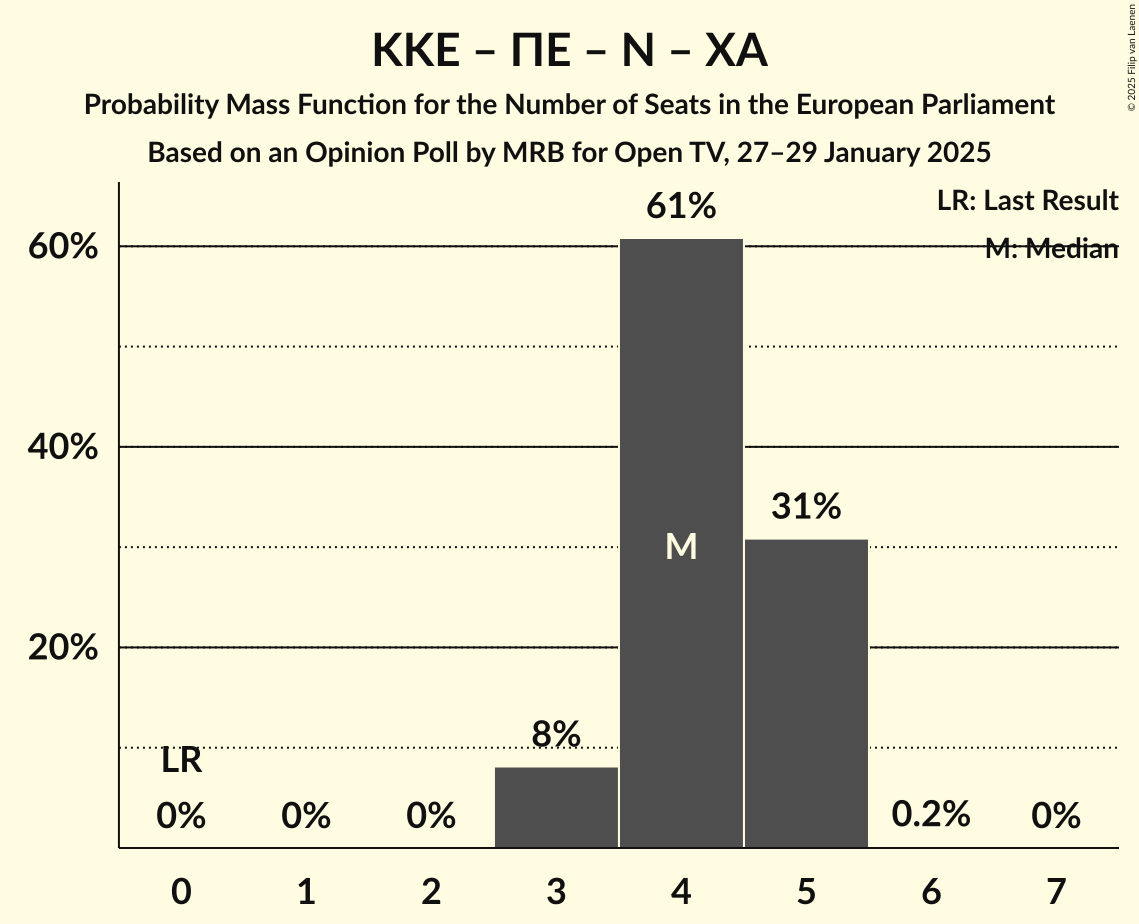 ΚΚΕ – ΠΕ – Ν – ΧΑ
Probability Mass Function for the Number of Seats in the European Parliament
Based on an Opinion Poll by MRB for Open TV, 27–29 January 2025
© 2025 Filip van Laenen
LR: Last Result
M: Median
60%
40%
20%
61%
31%
8%
M
LR
0%
0%
0%
0.2%
0%
0 1 2 3 4 5 6 7